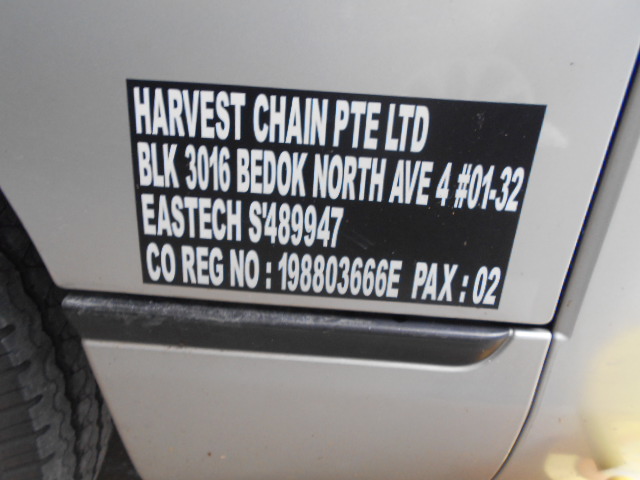 HARVEST CHAIN PTE LTD
BLK 3016 BEDOK NORTH AVE 4 #01-32
EASTECH S'489947
CO REG NO : 198803666E PAX : 02